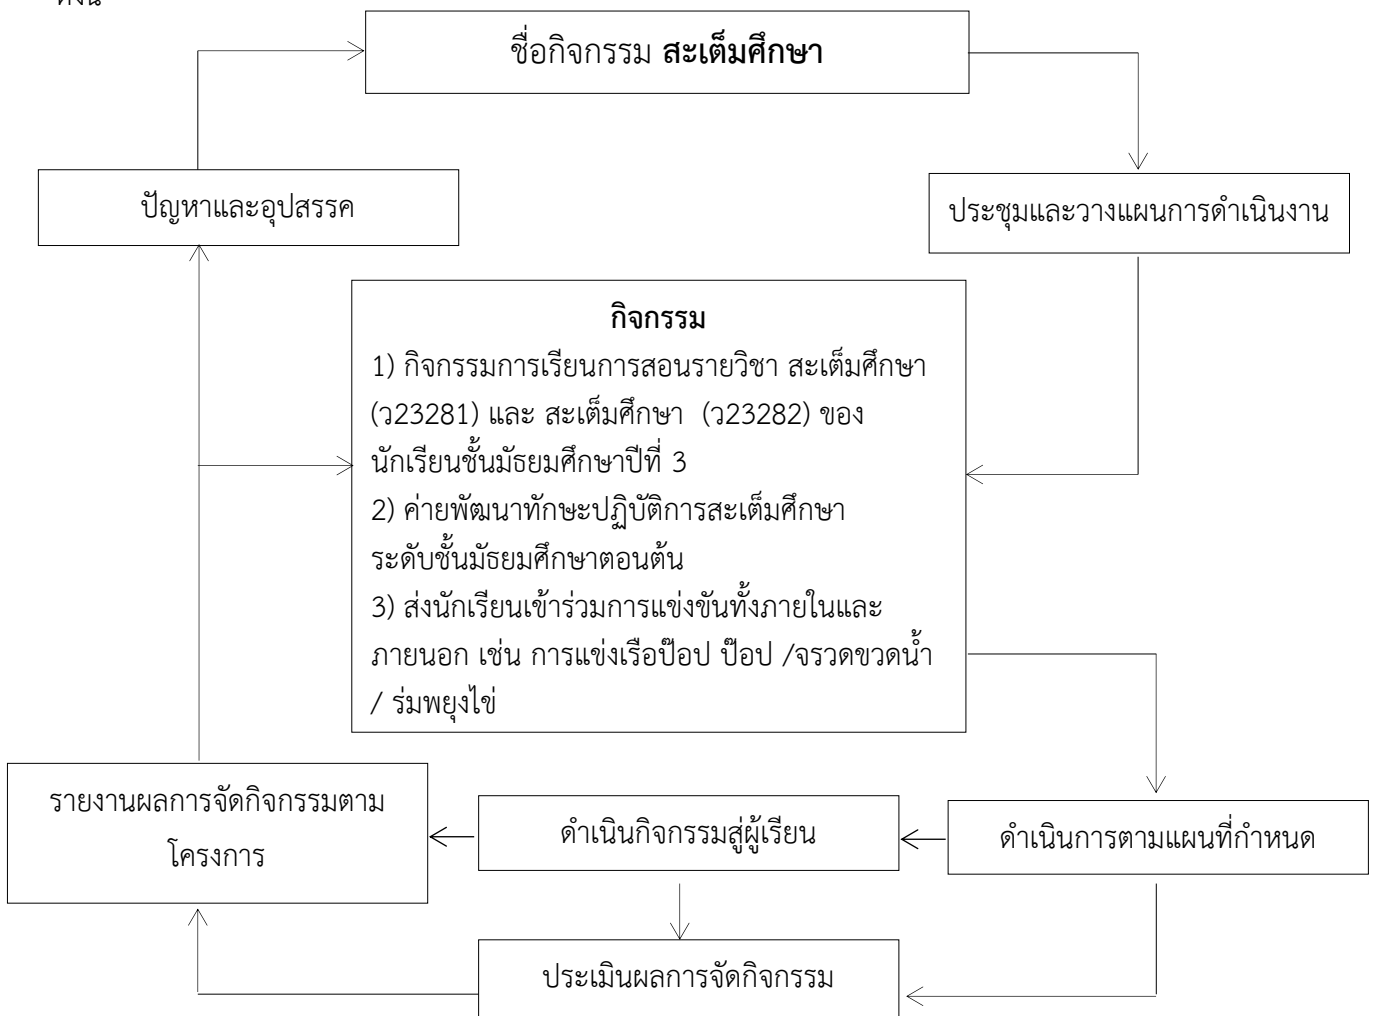 ชื่อกิจกรรม สะเต็มศึกษา
ปัญหาและอุปสรรค
ประชุมและวางแผนการดำเนินงาน
กิจกรรม
1) กิจกรรมการเรียนการสอนรายวิชา สะเต็มศึกษา
(ว23281) และ สะเต็มศึกษา (ว23282) ของ
นักเรียนชั้นมัธยมศึกษาปีที่ 3
2) ค่ายพัฒนาทักษะปฏิบัติการสะเต็มศึกษา
ระดับชั้นมัธยมศึกษาตอนต้น
3) ส่งนักเรียนเข้าร่วมการแข่งขันทั้งภายในและ
ภายนอก เช่น การแข่งเรือป๊อป ป๊อป /จรวดขวดน้ำ
/ ร่มพยุงไข่
รายงานผลการจัดกิจกรรมตาม
โครงการ
ดำเนินกิจกรรมสู่ผู้เรียน
ดำเนินการตามแผนที่กำหนด
ประเมินผลการจัดกิจกรรม